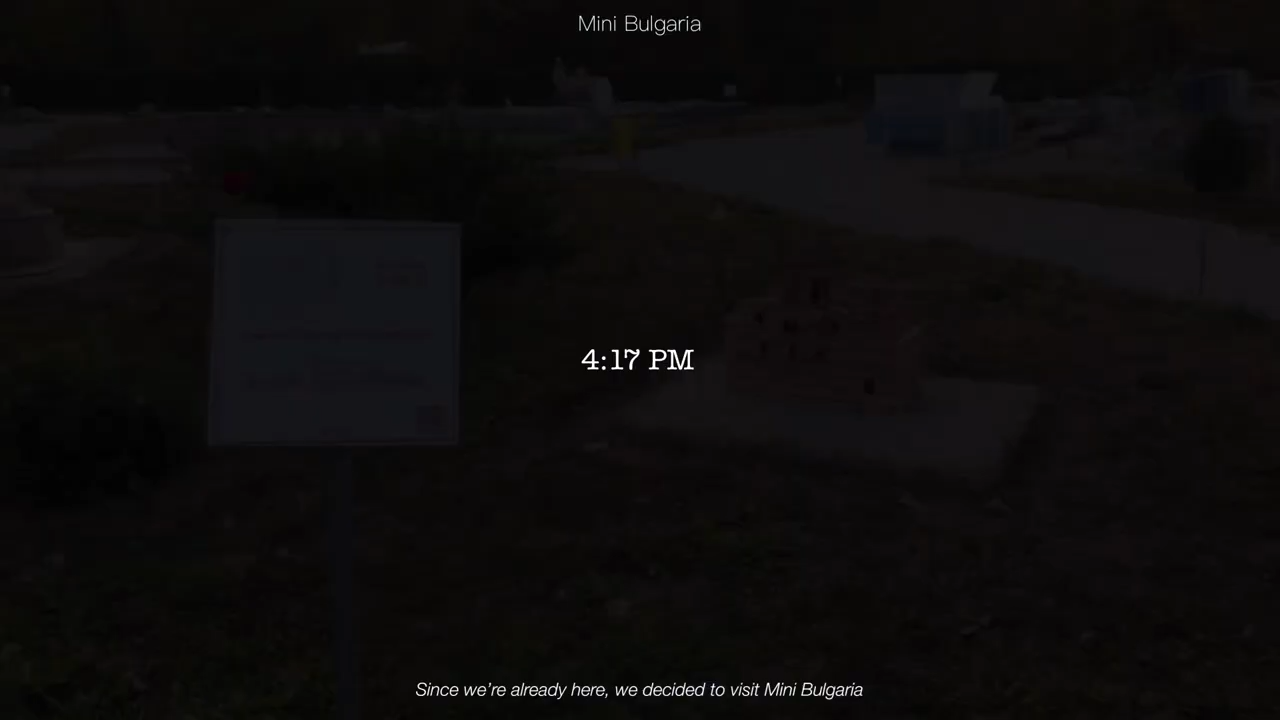 Mini Bulgaria
4:17 PM
Since we're already here, we decided to visit Mini Bulgaria